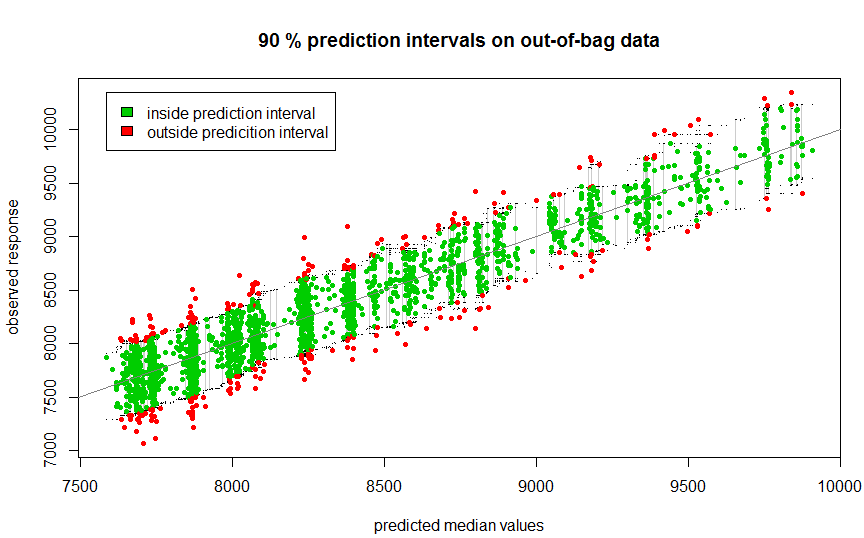 90 % prediction intervals on out-of-bag data
inside prediction interval
outside predicition interval
observed response
10000
9500
9000
8500
8000
7500
7000
7500 8000 8500 9000 9500 10000
predicted median values